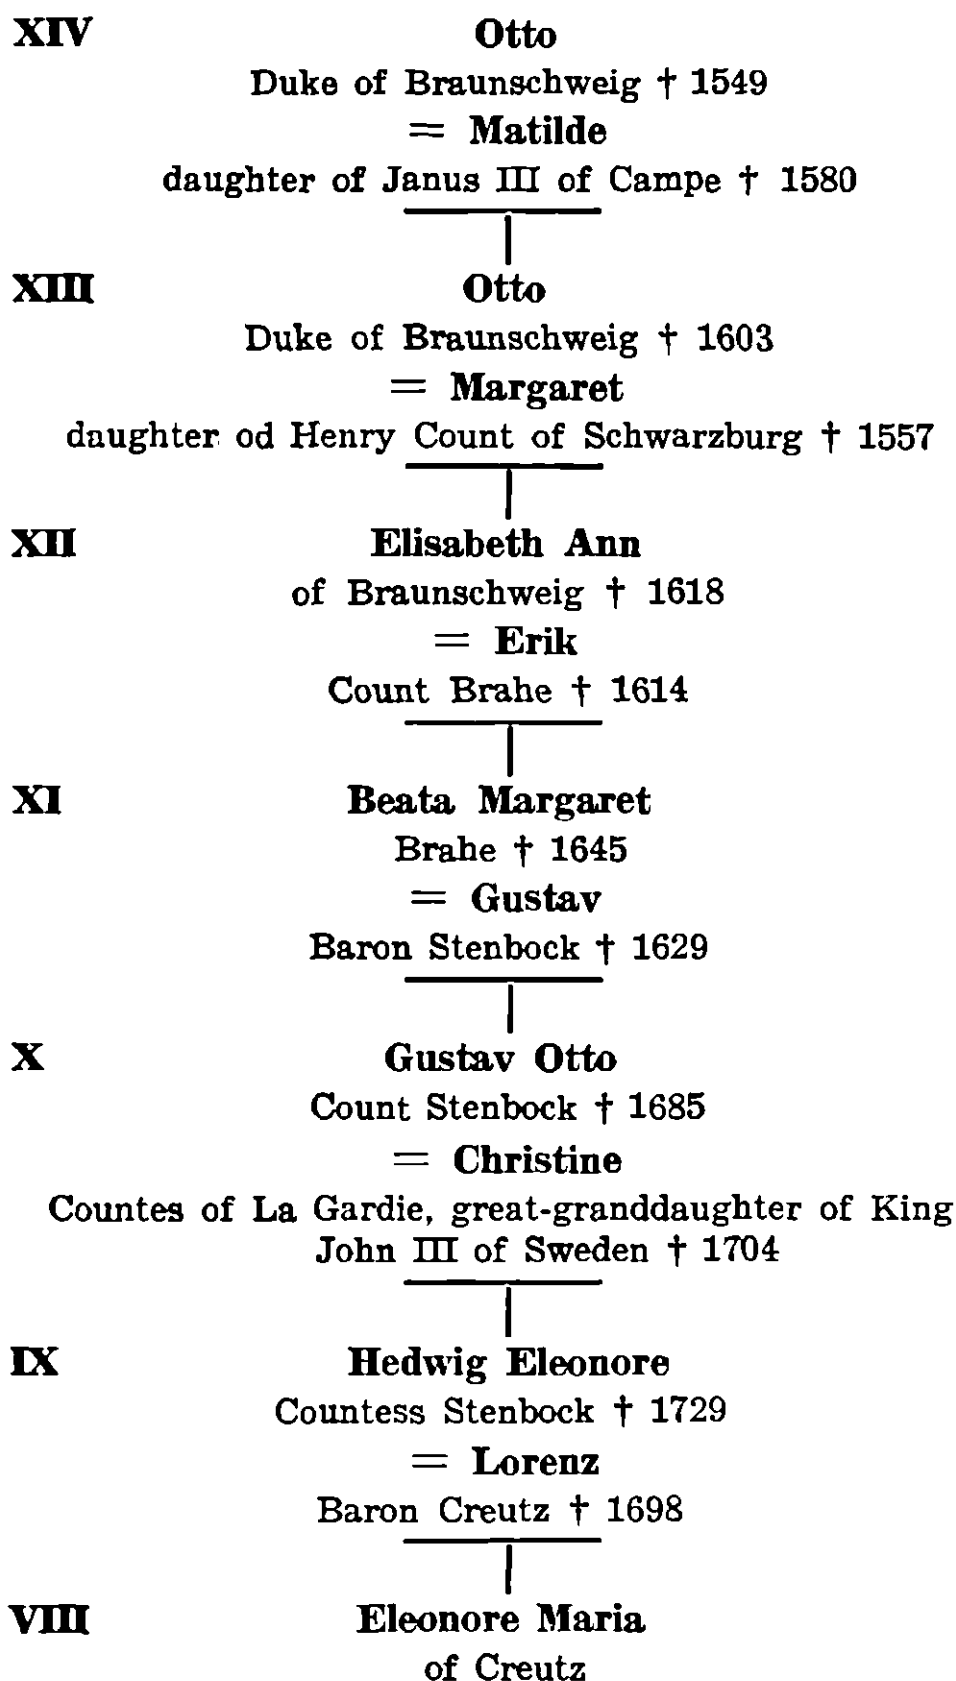 XIV Otto
Duke of Braunschweig † 1549
= Matilde
daughter of Janus III of Campe † 1580
XIII Otto
Duke of Braunschweig † 1603
= Margaret
daughter od Henry Count of Schwarzburg † 1557
XII Elisabeth Ann
of Braunschweig † 1618
= Erik
Count Brahe † 1614
XI Beata Margaret
Brahe † 1645
= Gustav
Baron Stenbock † 1629
X Gustav Otto
Count Stenbock † 1685
= Christine
Countes of La Gardie, great-granddaughter of King
John III of Sweden † 1704
IX Hedwig Eleonore
Countess Stenbock † 1729
= Lorenz
Baron Creutz † 1698
VIII Eleonore Maria
of Creutz